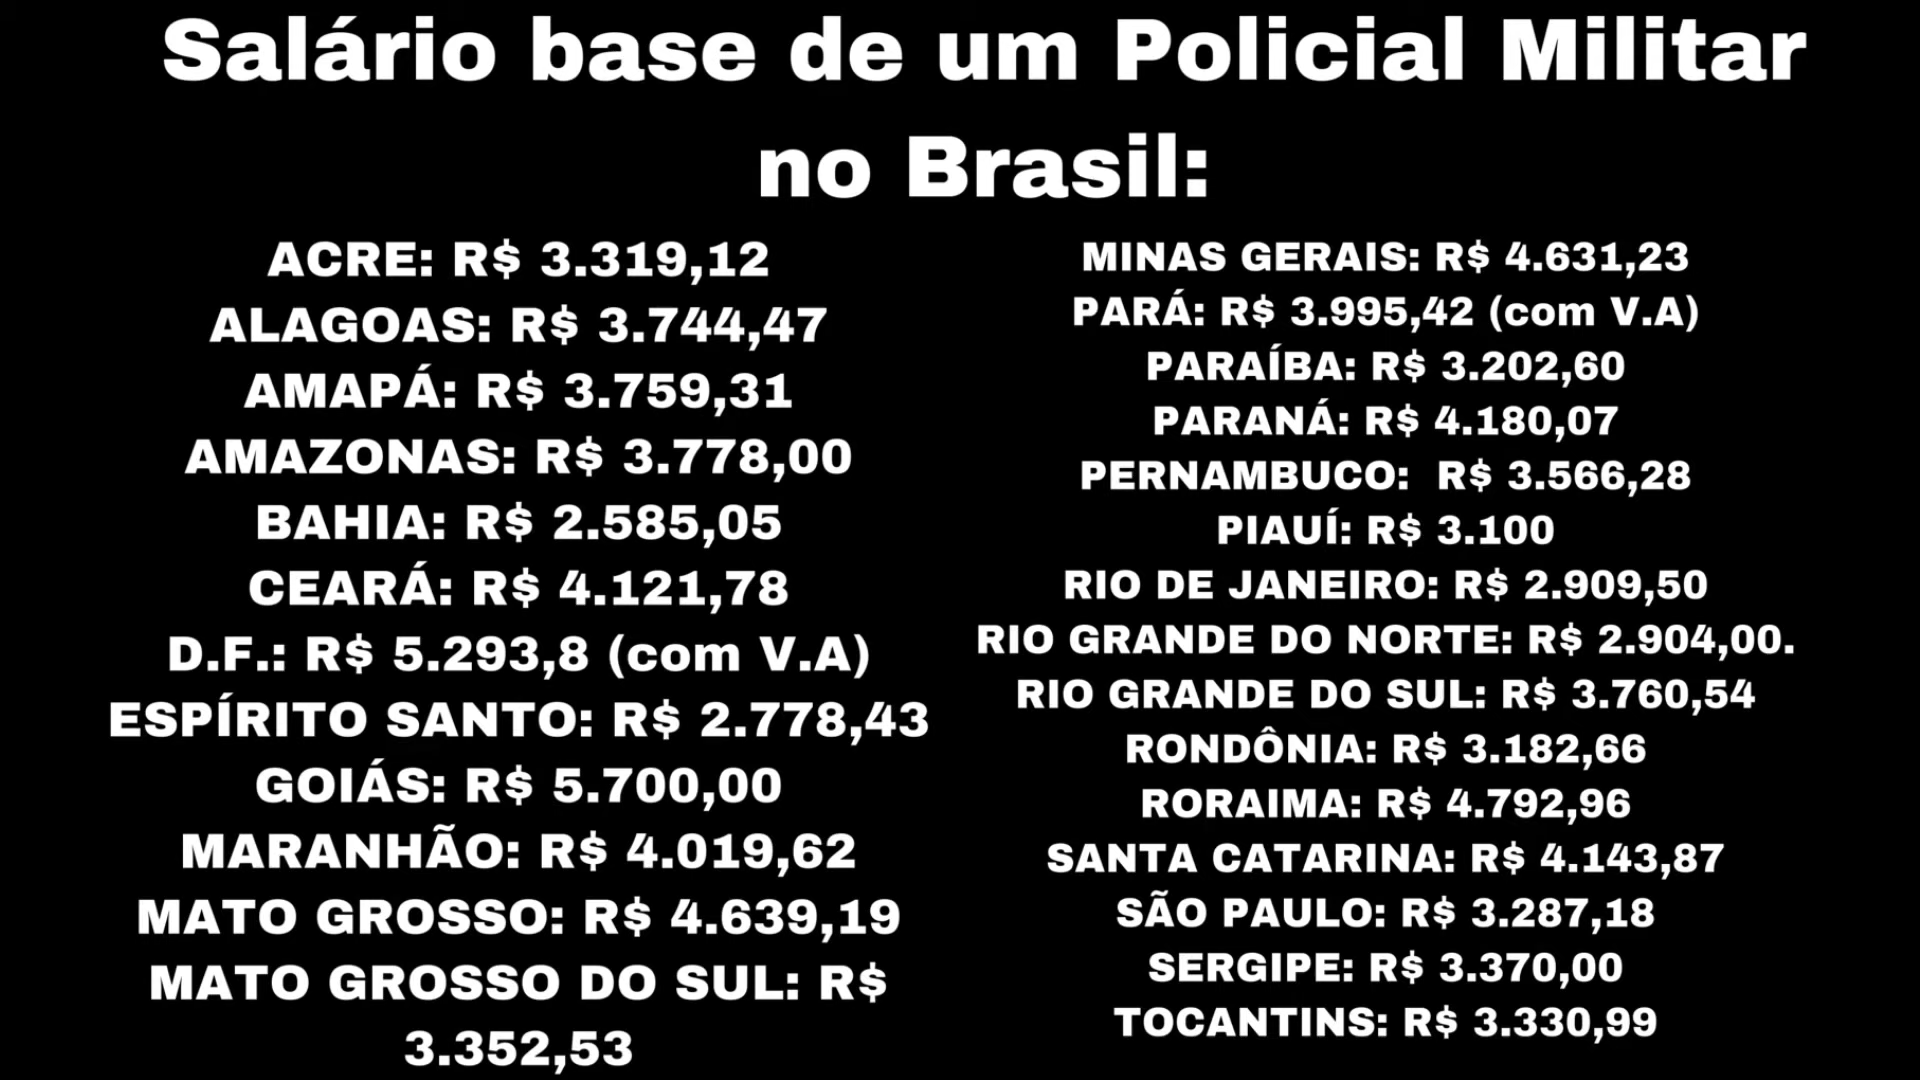 Salário base de um Policial Militar
no Brasil:
ACRE: R$ 3.319,12
ALAGOAS: R$ 3.744,47
AMAPÁ: R$ 3.759,31
AMAZONAS: R$ 3.778,00
BAHIA: R$ 2.585,05
CEARÁ: R$ 4.121,78
D.F.: R$ 5.293,8 (com V.A)
ESPÍRITO SANTO: R$ 2.778,43
GOIÁS: R$ 5.700,00
MARANHÃO: R$ 4.019,62
MATO GROSSO: R$ 4.639,19
MATO GROSSO DO SUL: R$
3.352,53
MINAS GERAIS: R$ 4.631,23
PARÁ: R$ 3.995,42 (com V.A)
PARAÍBA: R$ 3.202,60
PARANÁ: R$ 4.180,07
PERNAMBUCO: R$ 3.566,28
PIAUÍ: R$ 3.100
RIO DE JANEIRO: R$ 2.909,50
RIO GRANDE DO NORTE: R$ 2.904,00.
RIO GRANDE DO SUL: R$ 3.760,54
RONDÔNIA: R$ 3.182,66
RORAIMA: R$ 4.792,96
SANTA CATARINA: R$ 4.143,87
SÃO PAULO: R$ 3.287,18
SERGIPE: R$ 3.370,00
TOCANTINS: R$ 3.330,99